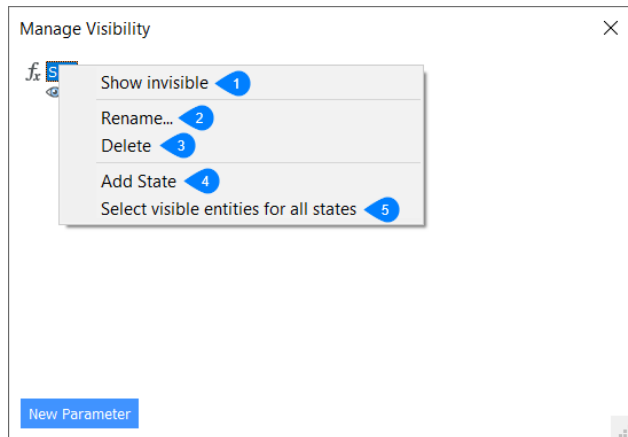 Manage Visibility
fx S
Show invisible 1
Rename... 2
Delete 3
Add State 4
Select visible entities for all states 5
New Parameter